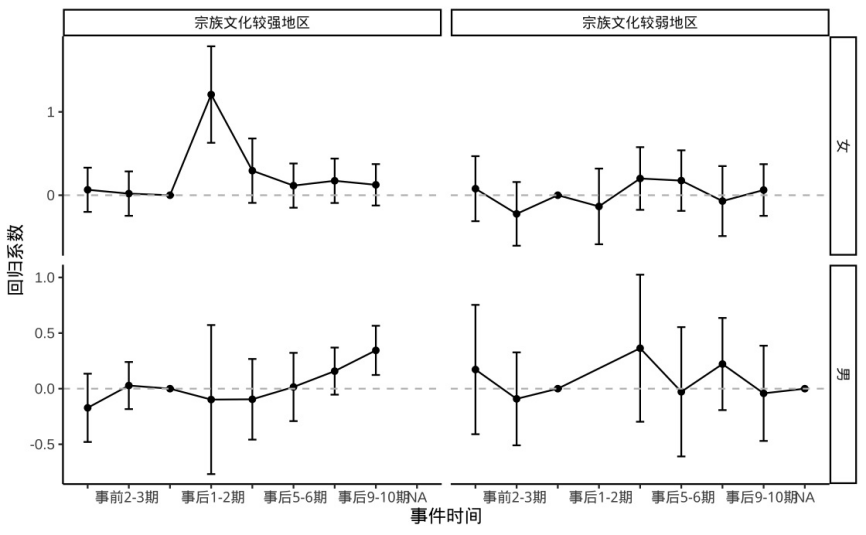 宗族文化较强地区
宗族文化较弱地区
1
0
女
1.0
0.5
0.0
-0.5
男
回归系数
事前2-3期
事后1-2期
事后5-6期
事后9-10期
NA
事前2-3期
事后1-2期
事后5-6期
事后9-10期
NA
事件时间